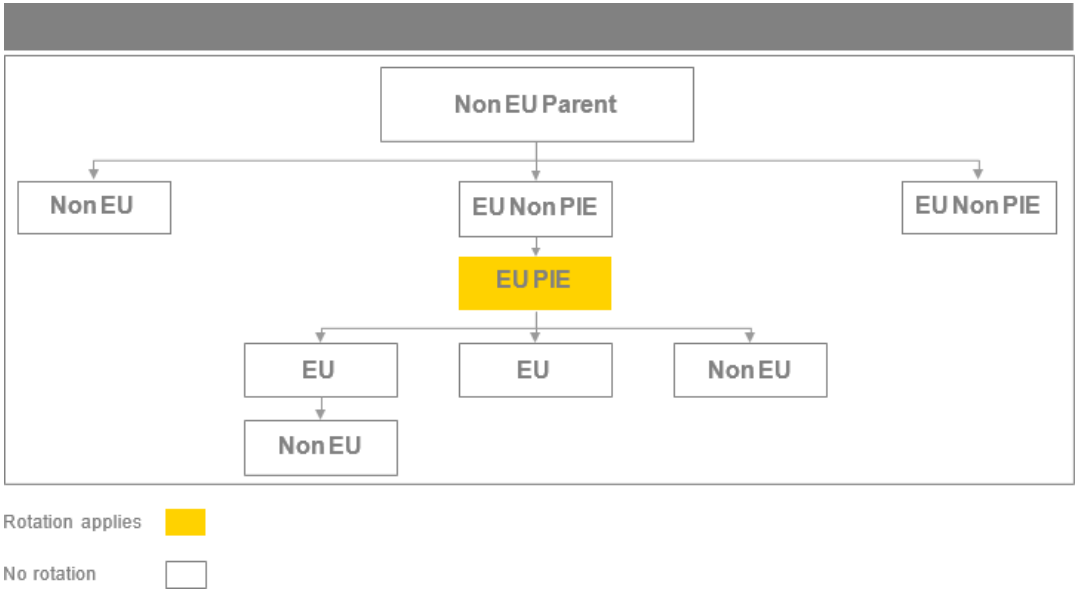 Non EU Parent
Non EU
EU Non PIE
EU Non PIE
EU PIE
EU
EU
Non EU
Non EU
Rotation applies
No rotation